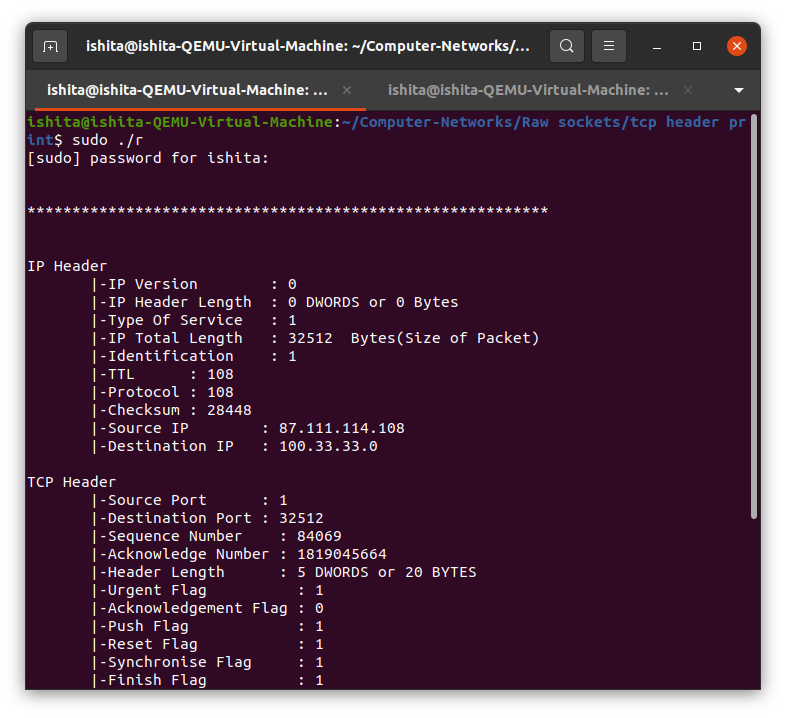 ishita@ishita-QEMU-Virtual-Machine: ~/Computer-Networks/...
ishita@ishita-QEMU-Virtual-Machine: ... × ishita@ishita-QEMU-Virtual-Machine: ... ×
ishita@ishita-QEMU-Virtual-Machine:~/Computer-Networks/Raw sockets/tcp header pr
int$ sudo ./r
[sudo] password for ishita:
**********************************************************
IP Header
|-IP Version        : 0
|-IP Header Length  : 0 DWORDS or 0 Bytes
|-Type Of Service   : 1
|-IP Total Length   : 32512  Bytes(Size of Packet)
|-Identification    : 1
|-TTL      : 108
|-Protocol : 108
|-Checksum : 28448
|-Source IP        : 87.111.114.108
|-Destination IP   : 100.33.33.0
TCP Header
|-Source Port      : 1
|-Destination Port : 32512
|-Sequence Number    : 84069
|-Acknowledge Number : 1819045664
|-Header Length      : 5 DWORDS or 20 BYTES
|-Urgent Flag          : 1
|-Acknowledgement Flag : 0
|-Push Flag            : 1
|-Reset Flag           : 1
|-Synchronise Flag     : 1
|-Finish Flag          : 1